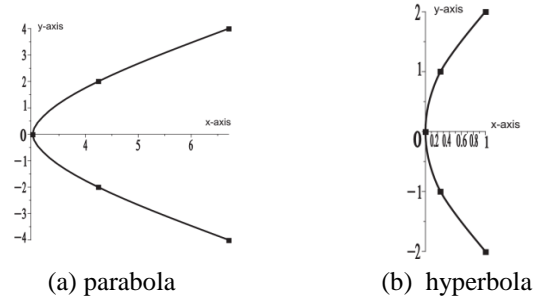 y-axis
4
3
2
1
0
−1
−2
−3
−4
x-axis
4 5 6
(a) parabola
y-axis
2
1
0
−1
−2
x-axis
0.2 0.4 0.6 0.8 1
(b) hyperbola